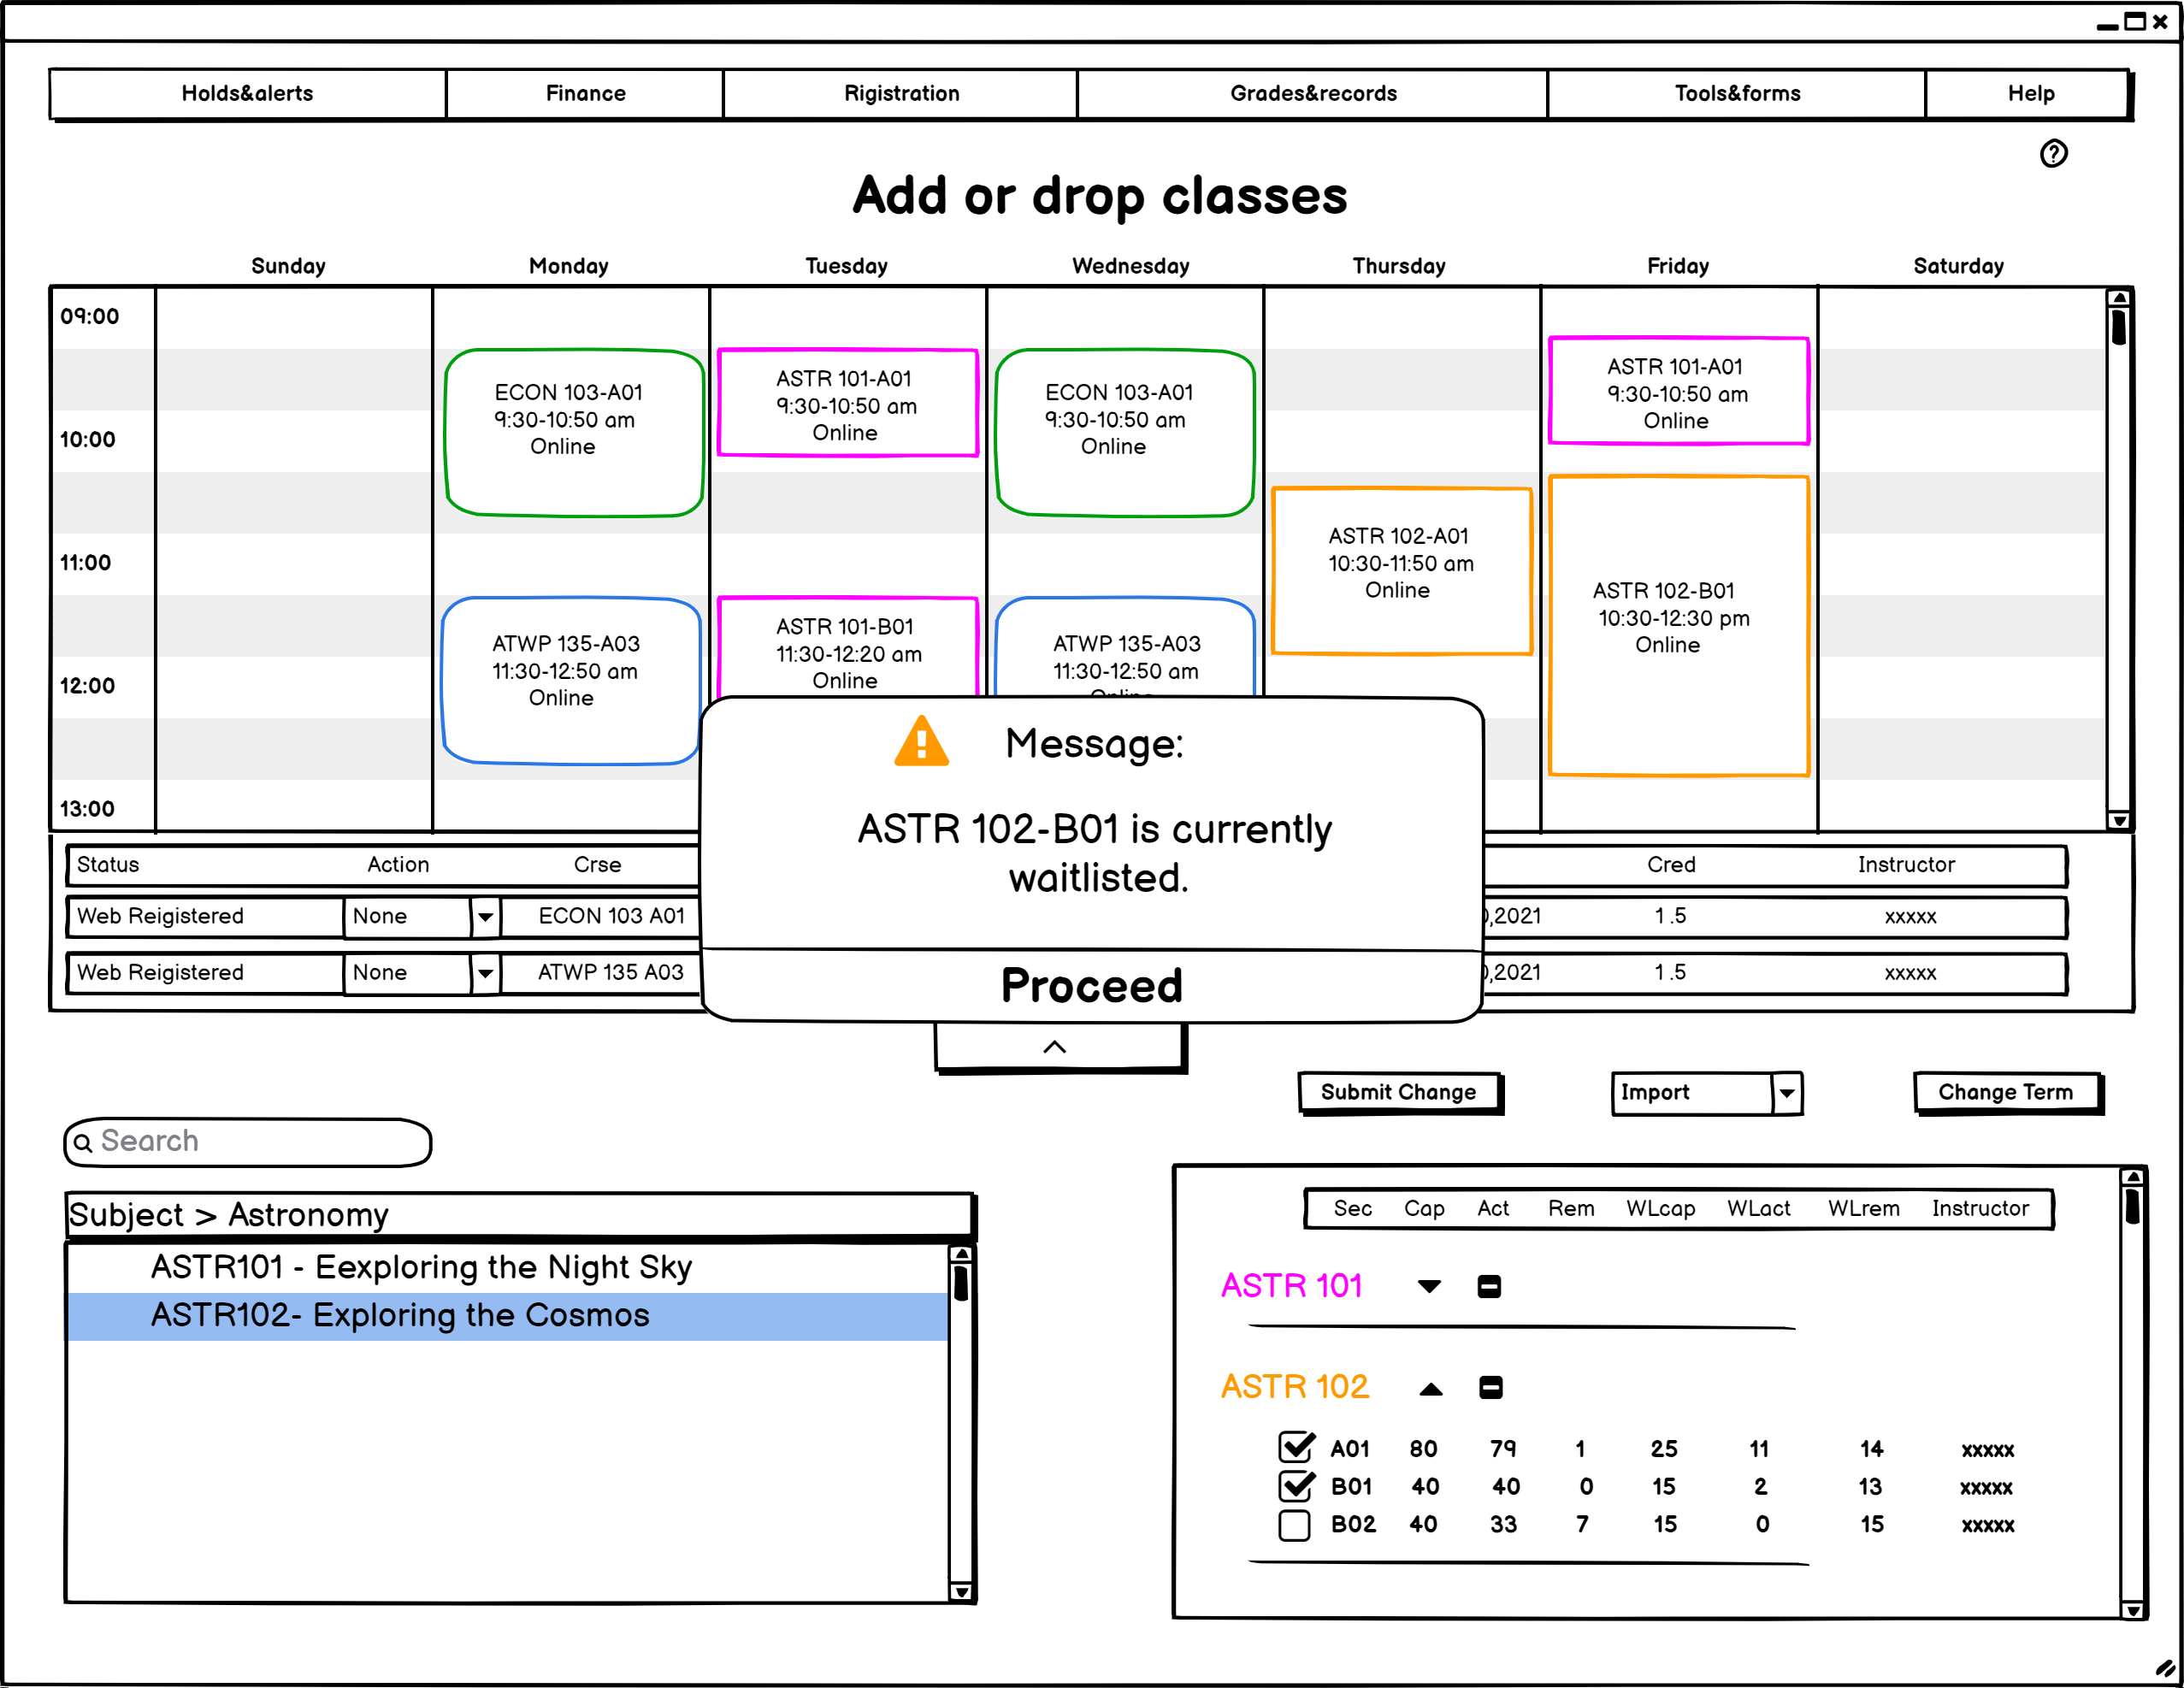 Holds&alerts Finance Rigistration Grades&records Tools&forms Help
Add or drop classes
Sunday Monday Tuesday Wednesday Thursday Friday Saturday
09:00
10:00
11:00
12:00
13:00
ECON 103-A01
9:30-10:50 am
Online
ATWP 135-A03
11:30-12:50 am
Online
ASTR 101-A01
9:30-10:50 am
Online
ASTR 101-B01
11:30-12:20 am
Online
ECON 103-A01
9:30-10:50 am
Online
ATWP 135-A03
11:30-12:50 am
ASTR 102-A01
10:30-11:50 am
Online
ASTR 101-A01
9:30-10:50 am
Online
ASTR 102-B01
10:30-12:30 pm
Online
Message:
ASTR 102-B01 is currently
waitlisted.
Proceed
Status Action Crse Cred Instructor
Web Reigistered None ECON 103 A01 ,2021 1.5 xxxxx
Web Reigistered None ATWP 135 A03 ,2021 1.5 xxxxx
Submit Change Import Change Term
Search
Subject > Astronomy
ASTR101 - Eexploring the Night Sky
ASTR102- Exploring the Cosmos
Sec Cap Act Rem WLcap WLact WLrem Instructor
ASTR 101
ASTR 102
A01 80 79 1 25 11 14 xxxxx
B01 40 40 0 15 2 13 xxxxx
B02 40 33 7 15 0 15 xxxxx